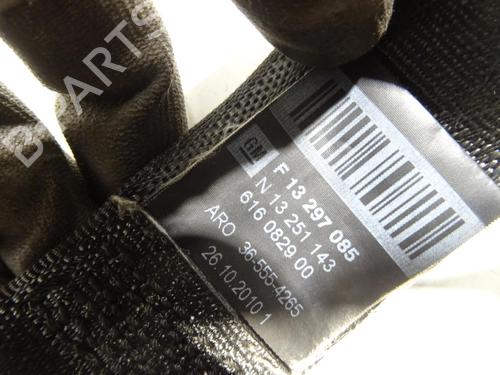 GM
F 13 297 085
N 13 251 143
616 0829 00
ARO 36-555-4265
26.10.2010 1
B-PARTS